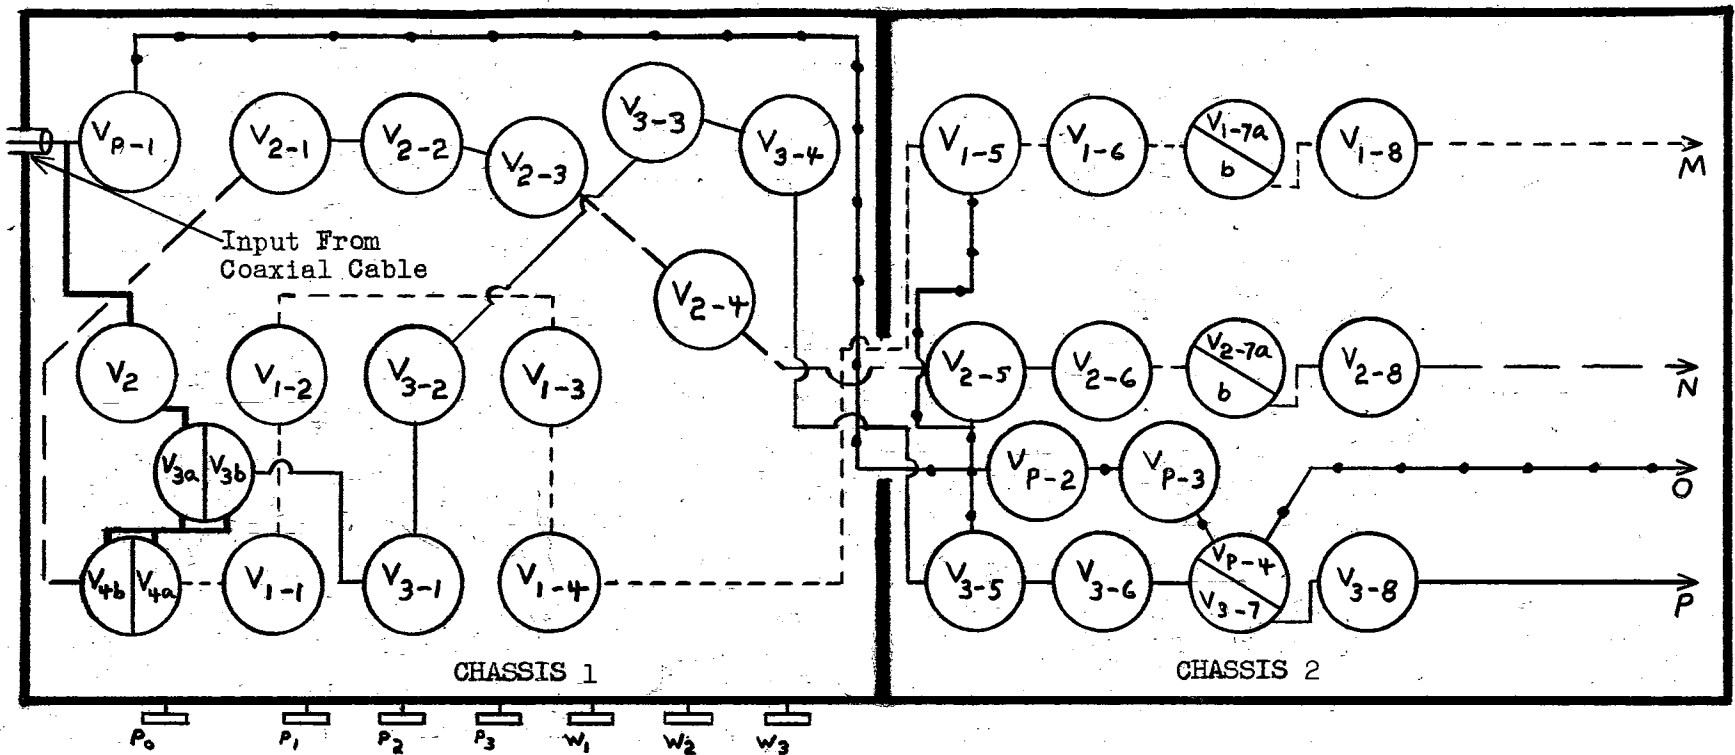 V3-3
Vp-1
V2-1
V2-2
V2-3
V3-4
V1-5
V1-6
V1-7a
b
V1-8
M
Input From
Coaxial Cable
V2-4
V2
V1-2
V3-2
V1-3
V2-5
V2-6
V2-7a
b
V2-8
N
V3a
V3b
Vp-2
Vp-3
O
V4b
V4a
V1-1
V3-1
V1-4
V3-5
V3-6
Vp-4
V3-7
V3-8
P
CHASSIS 1
CHASSIS 2
P0
P1
P2
P3
W1
W2
W3